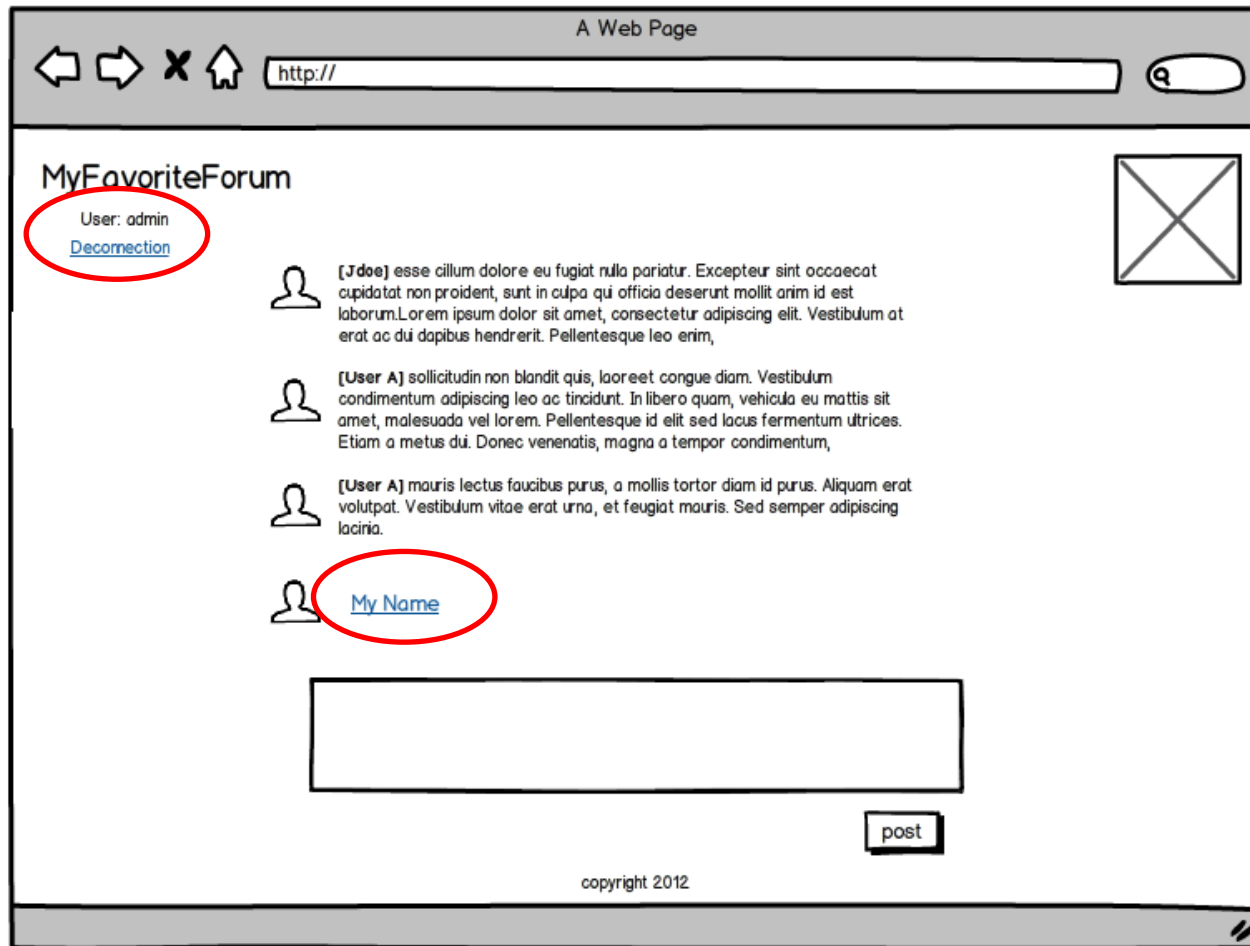 A Web Page
http://
MyFavoriteForum
User: admin
Deconnection
[Jdoe] esse cillum dolore eu fugiat nulla pariatur. Excepteur sint occaecat
cupidatat non proident, sunt in culpa qui officia deserunt mollit anim id est
laborum.Lorem ipsum dolor sit amet, consectetur adipiscing elit. Vestibulum at
erat ac dui dapibus hendrerit. Pellentesque leo enim,
[User A] sollicitudin non blandit quis, laoreet congue diam. Vestibulum
condimentum adipiscing leo ac tincidunt. In libero quam, vehicula eu mattis sit
amet, malesuada vel lorem. Pellentesque id elit sed lacus fermentum ultrices.
Etiam a metus dui. Donec venenatis, magna a tempor condimentum,
[User A] mauris lectus faucibus purus, a mollis tortor diam id purus. Aliquam erat
volutpat. Vestibulum vitae erat urna, et feugiat mauris. Sed semper adipiscing
lacinia.
My Name
post
copyright 2012